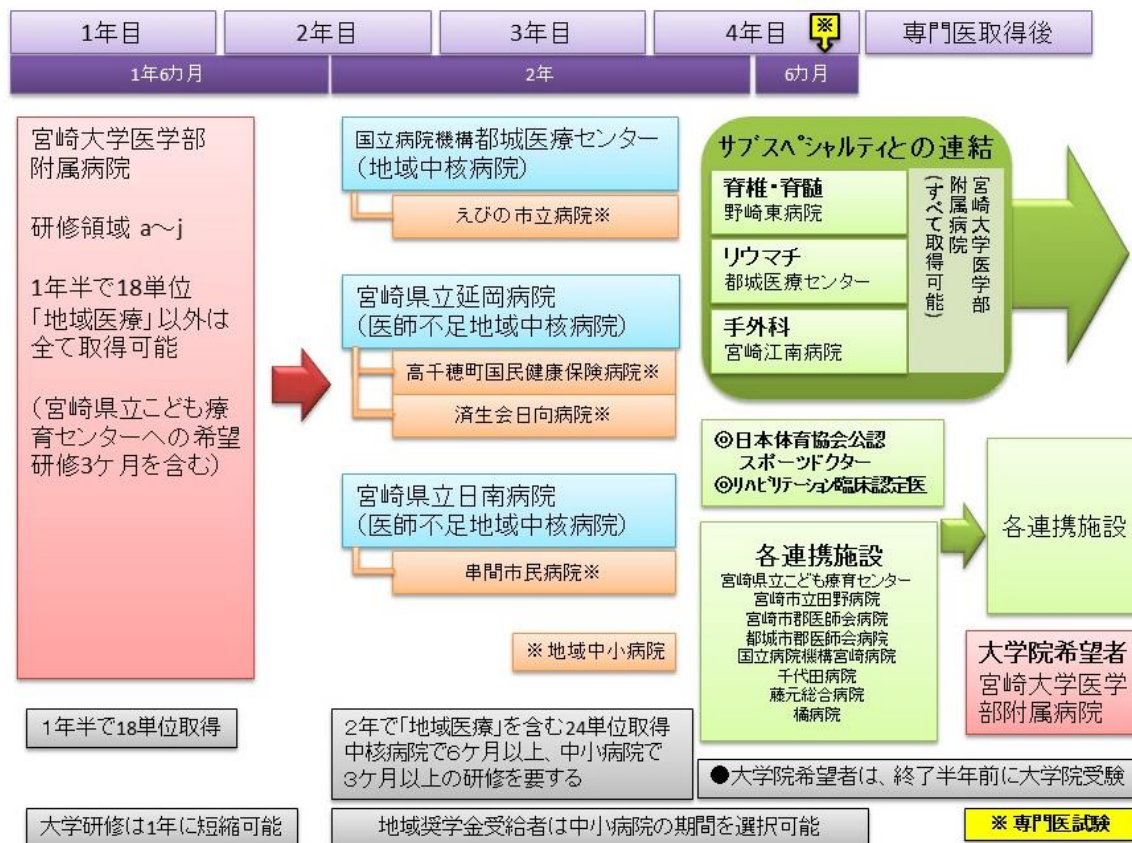 1年目
2年目
3年目
4年目
※
専門医取得後
1年6カ月
2年
6カ月
宮崎大学医学部
附属病院
研修領域 a～j
1年半で18単位
「地域医療」以外は
全て取得可能
（宮崎県立こども療
育センターへの希望
研修3ケ月を含む）
国立病院機構都城医療センター
（地域中核病院）
えびの市立病院※
宮崎県立延岡病院
（医師不足地域中核病院）
高千穂町国民健康保険病院※
済生会日向病院※
宮崎県立日南病院
（医師不足地域中核病院）
串間市民病院※
※地域中小病院
サブスペシャルティとの連結
脊椎・脊髄
野崎東病院
リウマチ
都城医療センター
手外科
宮崎江南病院
宮崎大学医学部
附属病院
（すべて取得可能）
◎日本体育協会公認
スポーツドクター
◎リハビリテーション臨床認定医
各連携施設
宮崎県立こども療育センター
宮崎市立田野病院
宮崎市郡医師会病院
都城市郡医師会病院
国立病院機構宮崎病院
千代田病院
藤元総合病院
橘病院
各連携施設
大学院希望者
宮崎大学医学
部附属病院
1年半で18単位取得
2年で「地域医療」を含む24単位取得
中核病院で6ケ月以上、中小病院で
3ケ月以上の研修を要する
●大学院希望者は、終了半年前に大学院受験
大学研修は1年に短縮可能
地域奨学金受給者は中小病院の期間を選択可能
※専門医試験